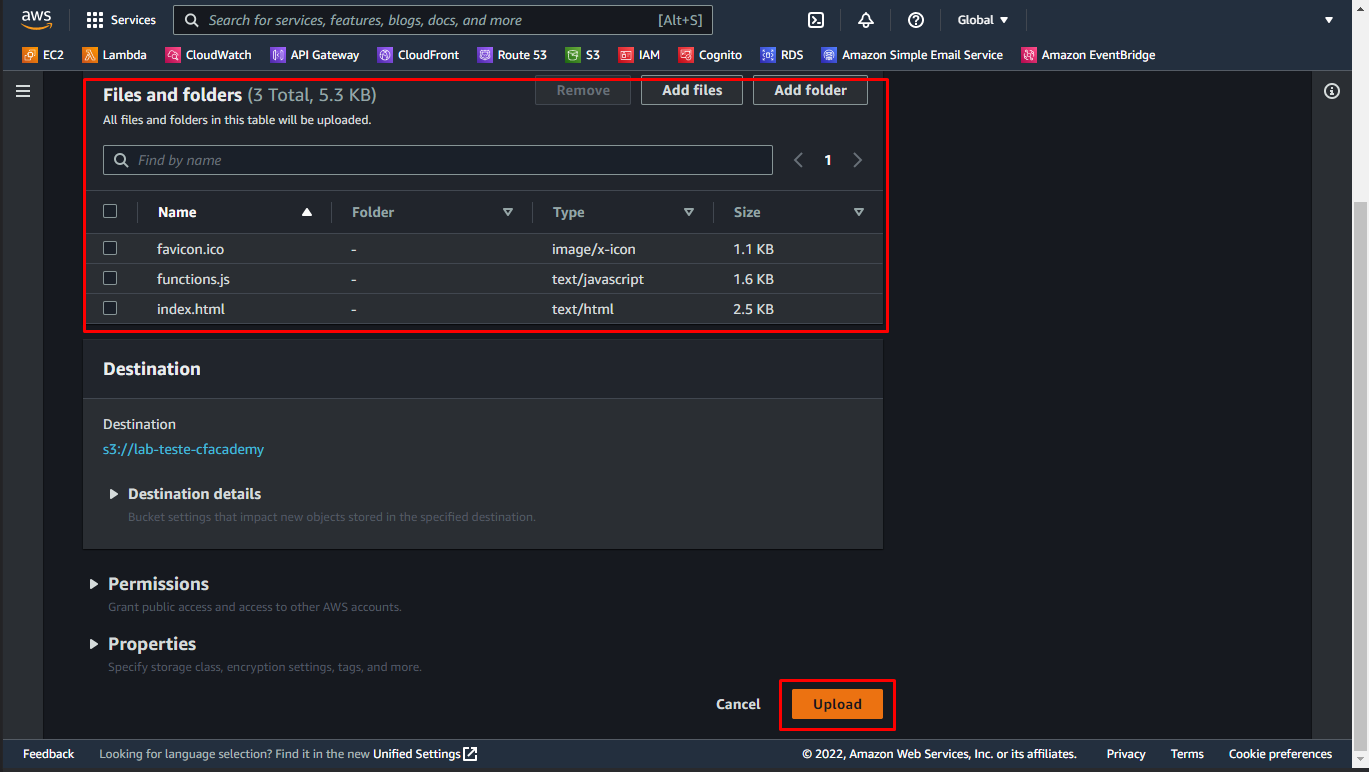 aws Services Search for services, features, blogs, docs, and more [Alt+S] Global
EC2 Lambda CloudWatch API Gateway CloudFront Route 53 S3 IAM Cognito RDS Amazon Simple Email Service Amazon EventBridge
Files and folders (3 Total, 5.3 KB) Remove Add files Add folder
All files and folders in this table will be uploaded.
Find by name 1
Name Folder Type Size
favicon.ico - image/x-icon 1.1 KB
functions.js - text/javascript 1.6 KB
index.html - text/html 2.5 KB
Destination
Destination
s3://lab-teste-cfacademy
Destination details
Bucket settings that impact new objects stored in the specified destination.
Permissions
Grant public access and access to other AWS accounts.
Properties
Specify storage class, encryption settings, tags, and more.
Cancel Upload
Feedback Looking for language selection? Find it in the new Unified Settings © 2022, Amazon Web Services, Inc. or its affiliates. Privacy Terms Cookie preferences